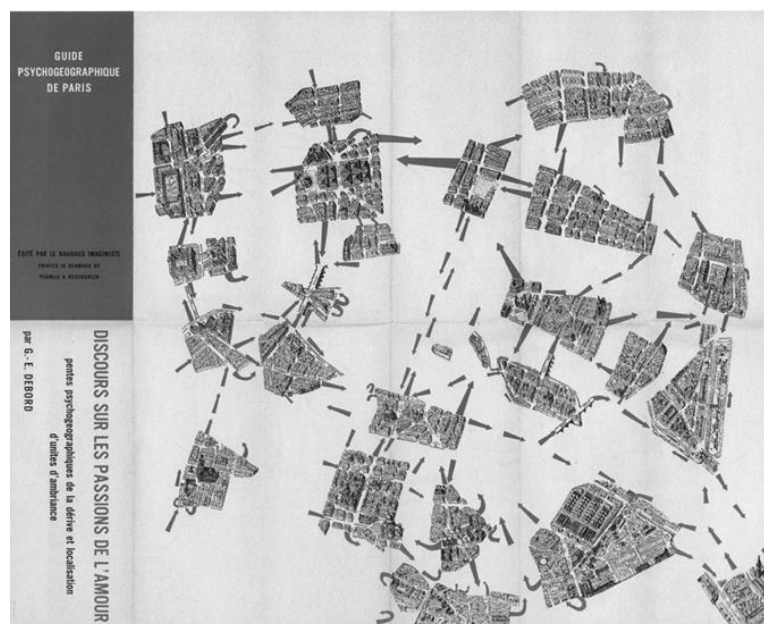 GUIDE
PSYCHOGEOGRAPHIQUE
DE PARIS
ÉDITÉ PAR LE BAUHAUS IMAGINISTE
PRINTED IN DENMARK BY
PERMILD & ROSENGREEN
DISCOURS SUR LES PASSIONS DE L'AMOUR
pentes psychogeographiques de la dérive et localisation
d'unites d'ambiance
par G.-E. DEBORD